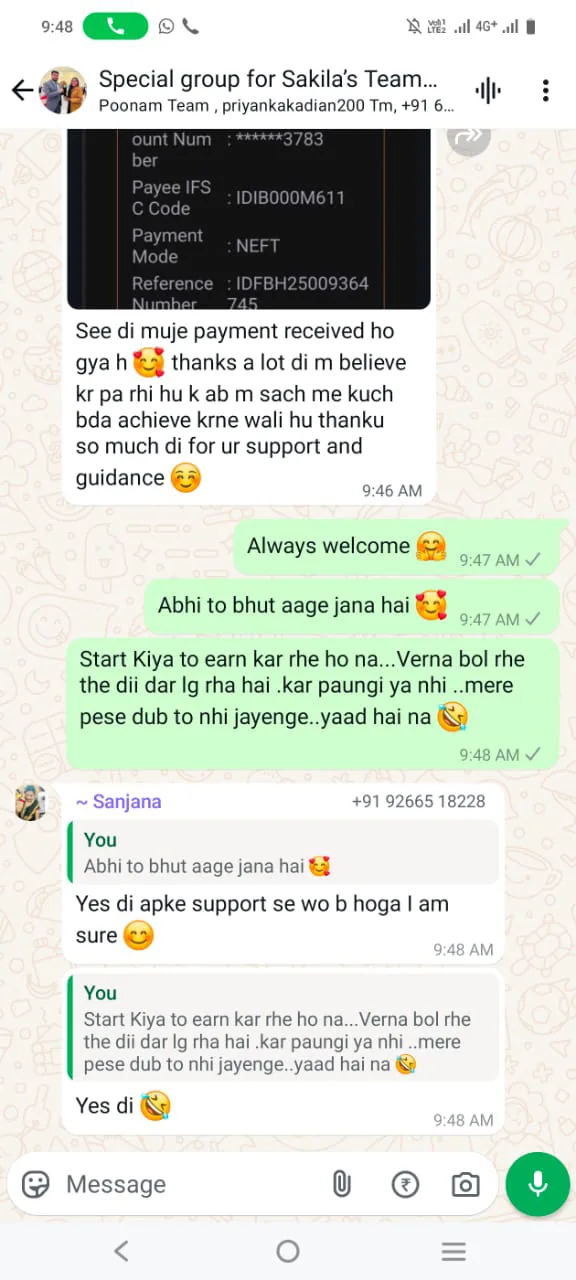 9:48
Vo)) 1
LTE2
4G+
Special group for Sakila’s Team...
Poonam Team , priyankakadian200 Tm, +91 6...
ount Num : ******3783
ber
Payee IFS : IDIB000M611
C Code
Payment : NEFT
Mode
Reference : IDFBH25009364
Number 745
See di muje payment received ho
gya h 🥰 thanks a lot di m believe
kr pa rhi hu k ab m sach me kuch
bda achieve krne wali hu thanku
so much di for ur support and
guidance ☺️
9:46 AM
Always welcome 🤗
9:47 AM
Abhi to bhut aage jana hai 🥰
9:47 AM
Start Kiya to earn kar rhe ho na...Verna bol rhe
the dii dar lg rha hai .kar paungi ya nhi ..mere
pese dub to nhi jayenge..yaad hai na 🤣
9:48 AM
~ Sanjana +91 92665 18228
You
Abhi to bhut aage jana hai 🥰
Yes di apke support se wo b hoga I am
sure 😊
9:48 AM
You
Start Kiya to earn kar rhe ho na...Verna bol rhe
the dii dar lg rha hai .kar paungi ya nhi ..mere
pese dub to nhi jayenge..yaad hai na 🤣
Yes di 🤣
9:48 AM
Message